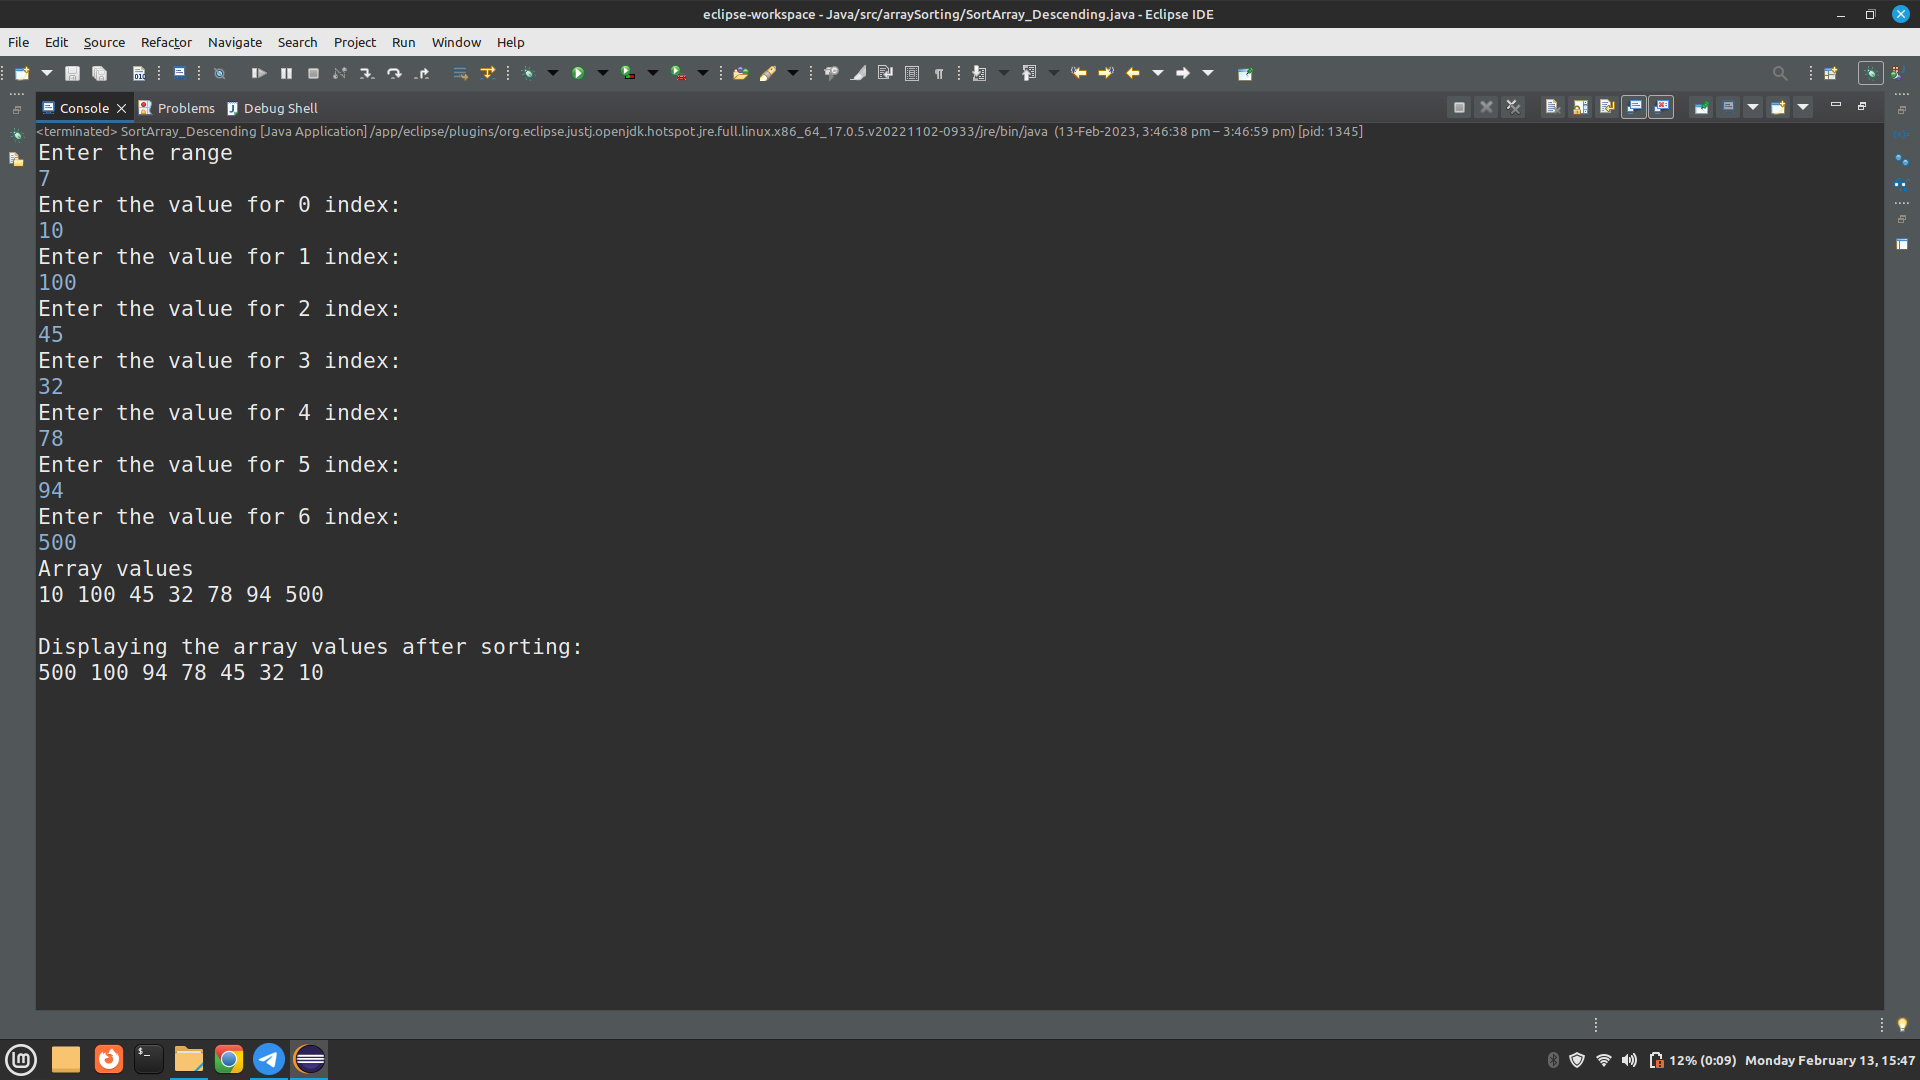 eclipse-workspace - Java/src/arraySorting/SortArray_Descending.java - Eclipse IDE
File Edit Source Refactor Navigate Search Project Run Window Help
Console Problems Debug Shell
<terminated> SortArray_Descending [Java Application] /app/eclipse/plugins/org.eclipse.justj.openjdk.hotspot.jre.full.linux.x86_64_17.0.5.v20221102-0933/jre/bin/java (13-Feb-2023, 3:46:38 pm – 3:46:59 pm) [pid: 1345]
Enter the range
7
Enter the value for 0 index:
10
Enter the value for 1 index:
100
Enter the value for 2 index:
45
Enter the value for 3 index:
32
Enter the value for 4 index:
78
Enter the value for 5 index:
94
Enter the value for 6 index:
500
Array values
10 100 45 32 78 94 500
Displaying the array values after sorting:
500 100 94 78 45 32 10
12% (0:09) Monday February 13, 15:47